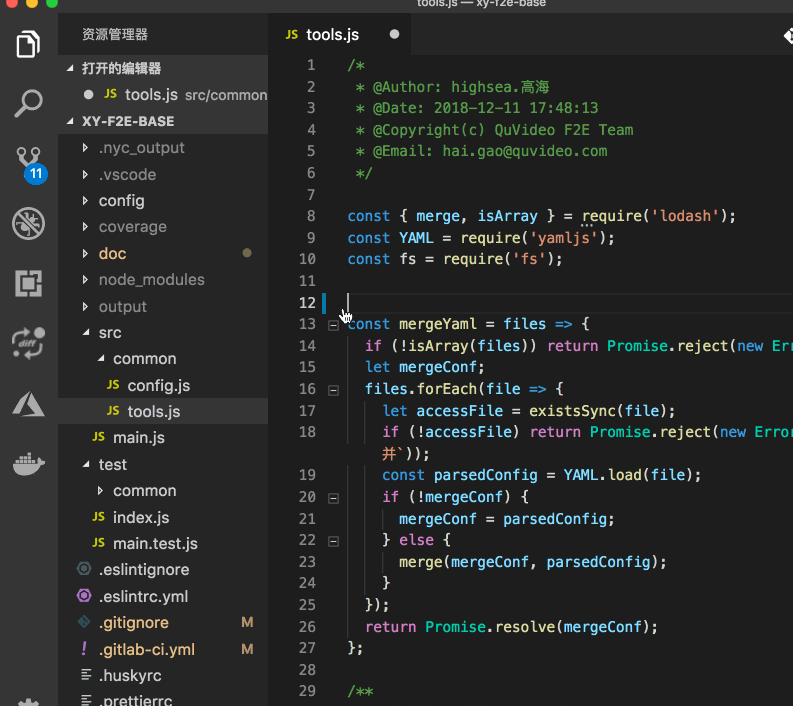 tools.js — xy-f2e-base
资源管理器
打开的编辑器
JS tools.js src/common
XY-F2E-BASE
.nyc_output
.vscode
config
coverage
doc
node_modules
output
src
common
JS config.js
JS tools.js
JS main.js
test
common
JS index.js
JS main.test.js
.eslintignore
.eslintrc.yml
.gitignore M
! .gitlab-ci.yml M
.huskyrc
.prettierrc
11
diff
JS tools.js
1 /*
2 * @Author: highsea.高海
3 * @Date: 2018-12-11 17:48:13
4 * @Copyright(c) QuVideo F2E Team
5 * @Email: hai.gao@quvideo.com
6 */
7
8 const { merge, isArray } = require('lodash');
9 const YAML = require('yamljs');
10 const fs = require('fs');
11
12
13 const mergeYaml = files => {
14 if (!isArray(files)) return Promise.reject(new Err
15 let mergeConf;
16 files.forEach(file => {
17 let accessFile = existsSync(file);
18 if (!accessFile) return Promise.reject(new Error
并`));
19 const parsedConfig = YAML.load(file);
20 if (!mergeConf) {
21 mergeConf = parsedConfig;
22 } else {
23 merge(mergeConf, parsedConfig);
24 }
25 });
26 return Promise.resolve(mergeConf);
27 };
28
29 /**